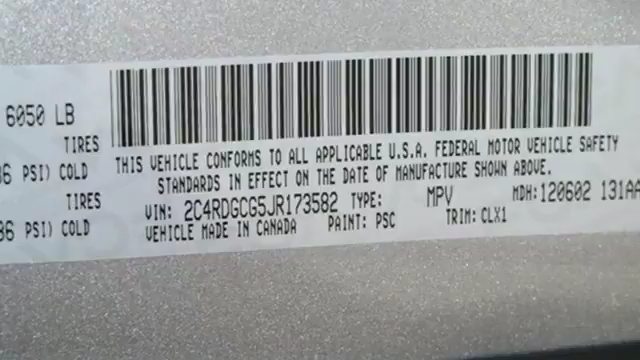 6050 LB
TIRES
36 PSI) COLD
TIRES
36 PSI) COLD
THIS VEHICLE CONFORMS TO ALL APPLICABLE U.S.A. FEDERAL MOTOR VEHICLE SAFETY
STANDARDS IN EFFECT ON THE DATE OF MANUFACTURE SHOWN ABOVE.
VIN: 2C4RDGCG5JR173582 TYPE: MPV MDH:120602 131AA
VEHICLE MADE IN CANADA PAINT: PSC TRIM: CLX1